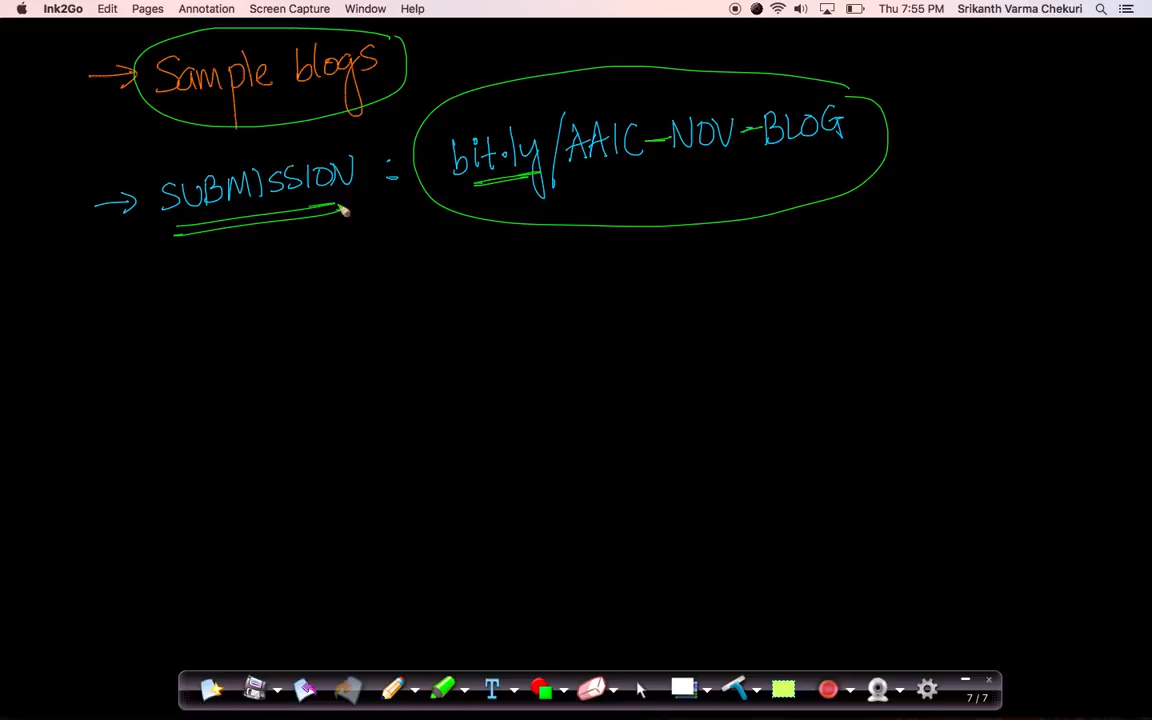 Ink2Go Edit Pages Annotation Screen Capture Window Help Thu 7:55 PM Srikanth Varma Chekuri
→ Sample blogs
→ SUBMISSION : bit.ly/AAIC-NOV-BLOG
T
7/7